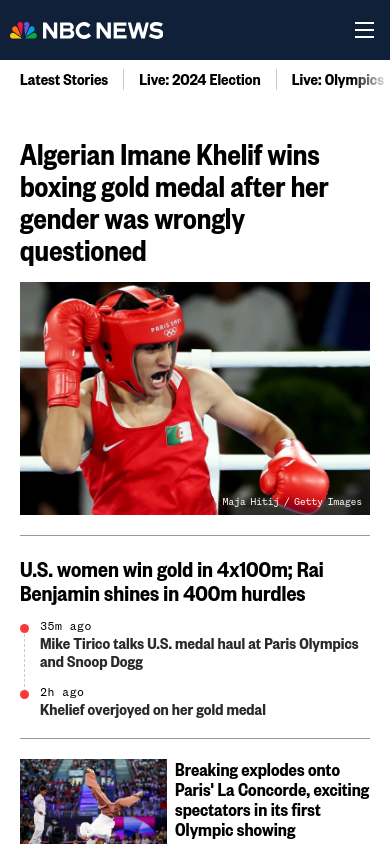 NBC NEWS
Latest Stories
Live: 2024 Election
Live: Olympics
Algerian Imane Khelif wins
boxing gold medal after her
gender was wrongly
questioned
PARIS 2024
Maja Hitij / Getty Images
U.S. women win gold in 4x100m; Rai
Benjamin shines in 400m hurdles
35m ago
Mike Tirico talks U.S. medal haul at Paris Olympics
and Snoop Dogg
2h ago
Khelif overjoyed on her gold medal
Breaking explodes onto
Paris' La Concorde, exciting
spectators in its first
Olympic showing